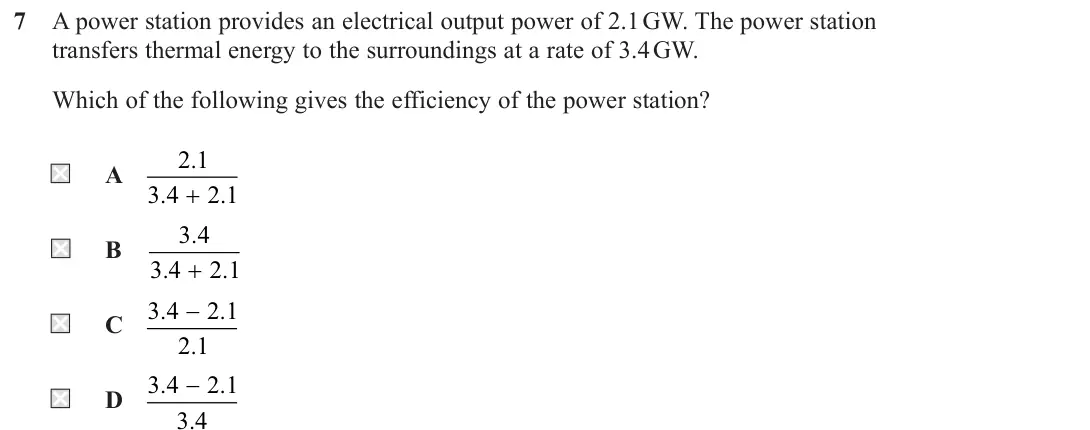 7 A power station provides an electrical output power of 2.1 GW. The power station
transfers thermal energy to the surroundings at a rate of 3.4 GW.
Which of the following gives the efficiency of the power station?
A 2.1
3.4 + 2.1
B 3.4
3.4 + 2.1
C 3.4 − 2.1
2.1
D 3.4 − 2.1
3.4